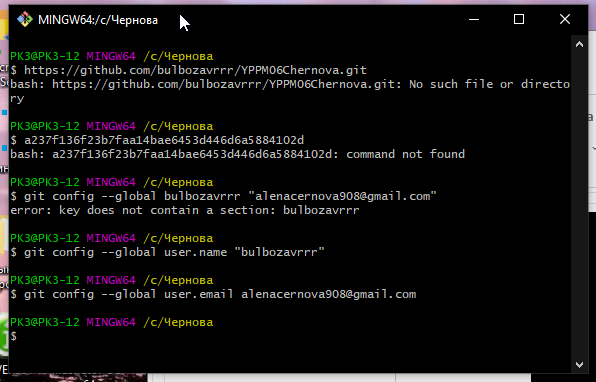 MINGW64:/c/Чернова
PK3@PK3-12 MINGW64 /c/Чернова
$ https://github.com/bulbozavrrr/YPPM06Chernova.git
bash: https://github.com/bulbozavrrr/YPPM06Chernova.git: No such file or directo
ry
PK3@PK3-12 MINGW64 /c/Чернова
$ a237f136f23b7faa14bae6453d446d6a5884102d
bash: a237f136f23b7faa14bae6453d446d6a5884102d: command not found
PK3@PK3-12 MINGW64 /c/Чернова
$ git config --global bulbozavrrr "alenacernova908@gmail.com"
error: key does not contain a section: bulbozavrrr
PK3@PK3-12 MINGW64 /c/Чернова
$ git config --global user.name "bulbozavrrr"
PK3@PK3-12 MINGW64 /c/Чернова
$ git config --global user.email alenacernova908@gmail.com
PK3@PK3-12 MINGW64 /c/Чернова
$